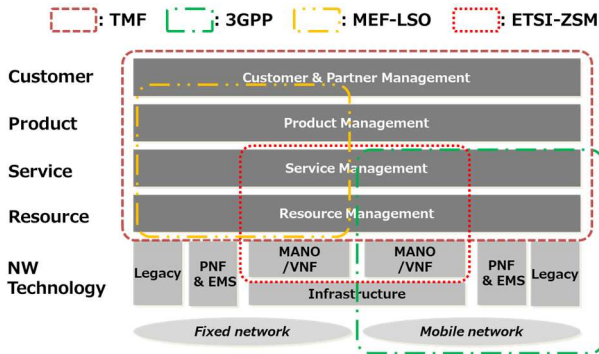 : TMF : 3GPP : MEF-LSO : ETSI-ZSM
Customer
Customer & Partner Management
Product
Product Management
Service
Service Management
Resource
Resource Management
NW
Technology
Legacy
PNF
& EMS
MANO
/VNF
MANO
/VNF
PNF
& EMS
Legacy
Infrastructure
Fixed network
Mobile network